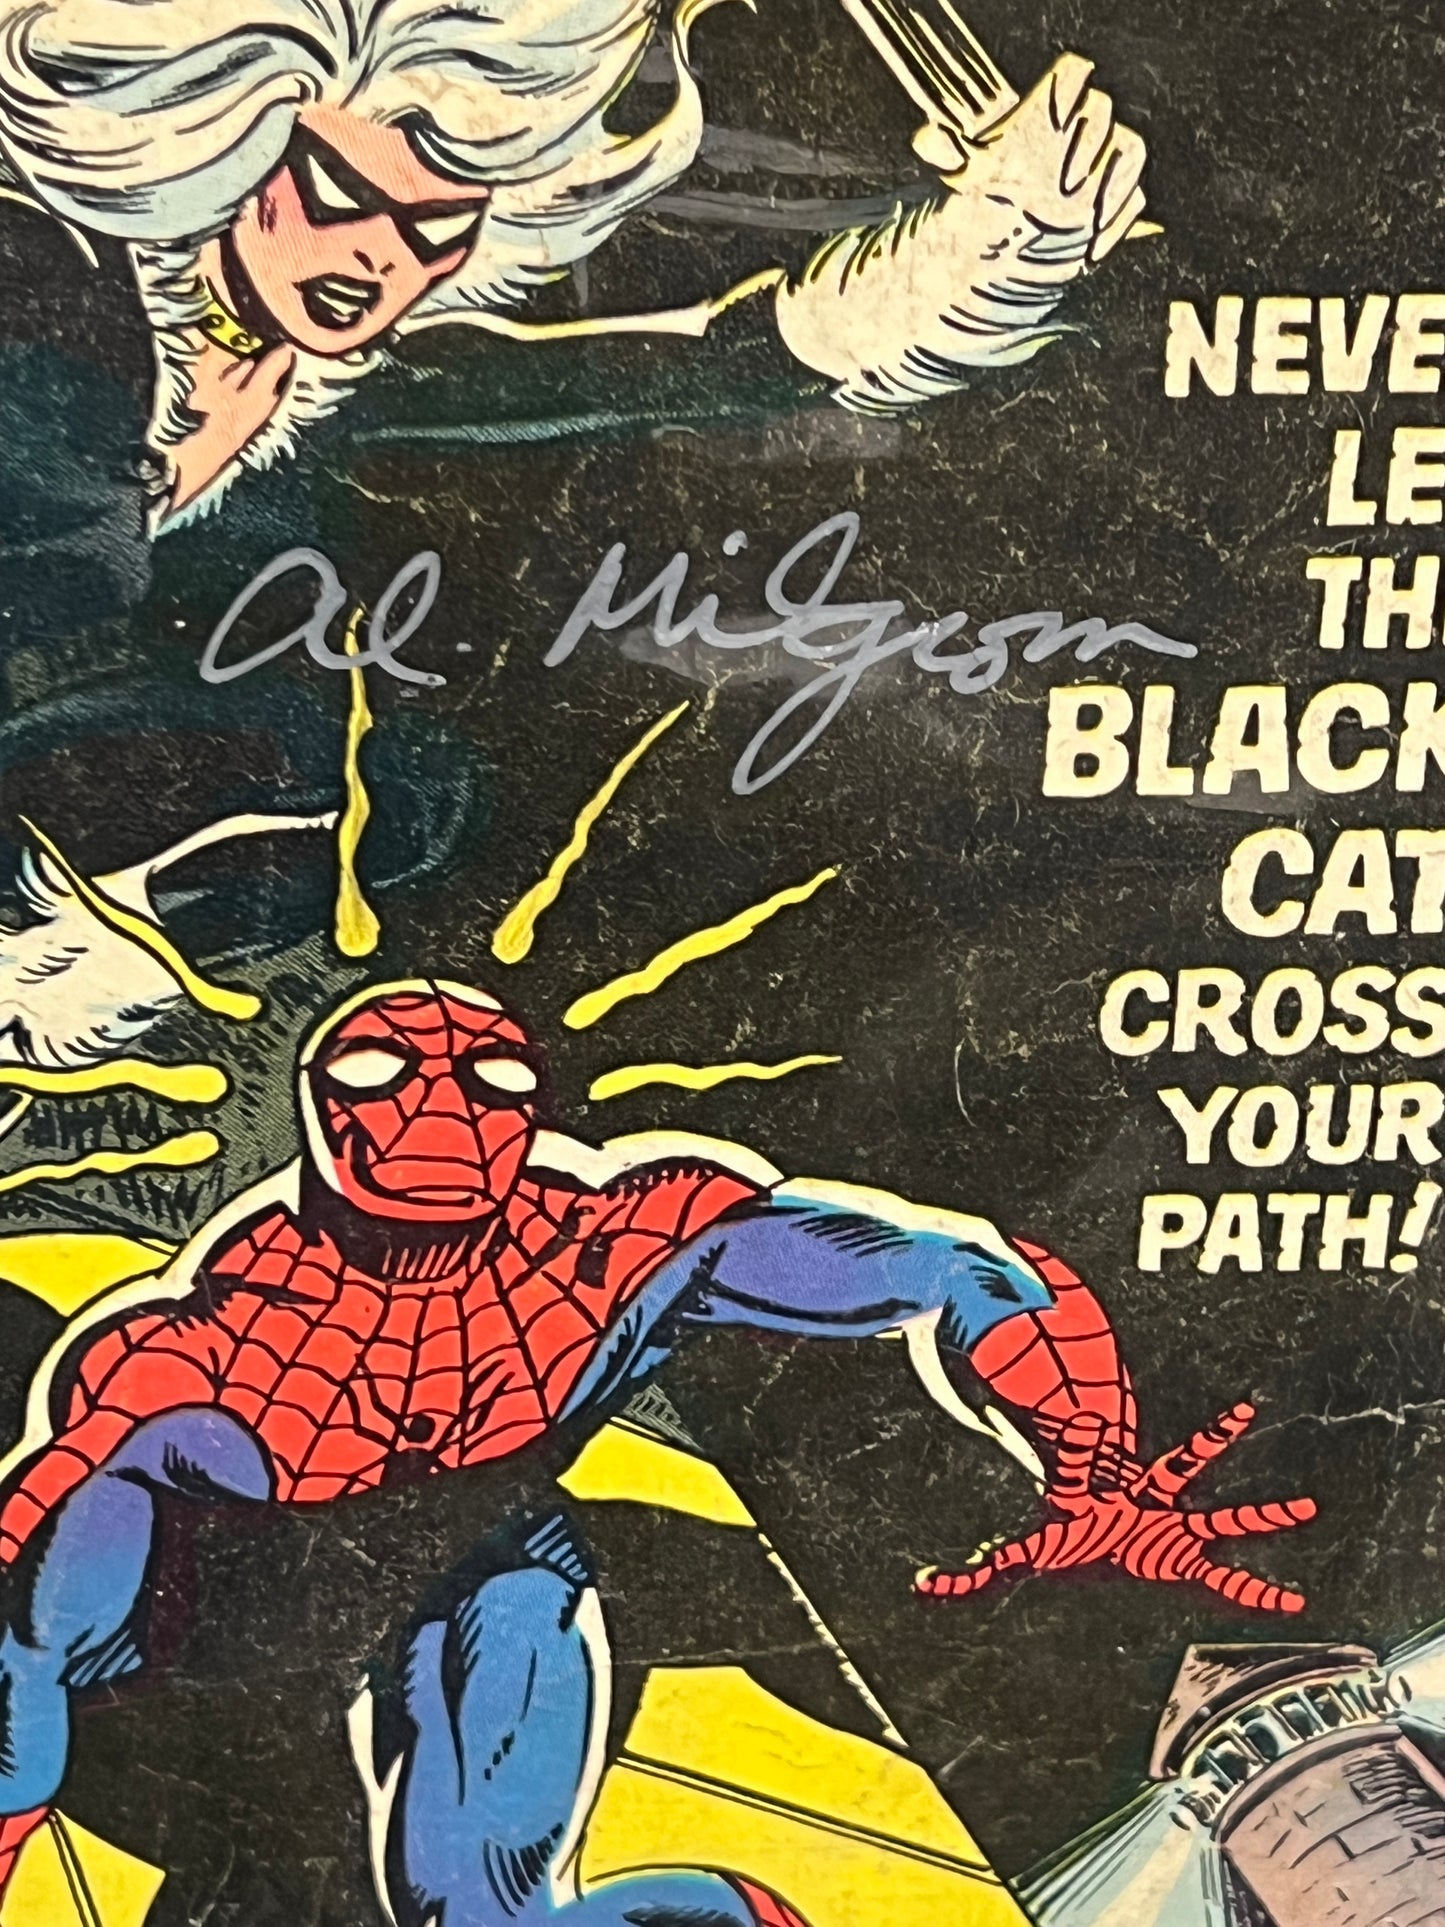 NEVE
LE
TH
BLACK
CAT
CROSS
YOUR
PATH!
Al. Milgrom